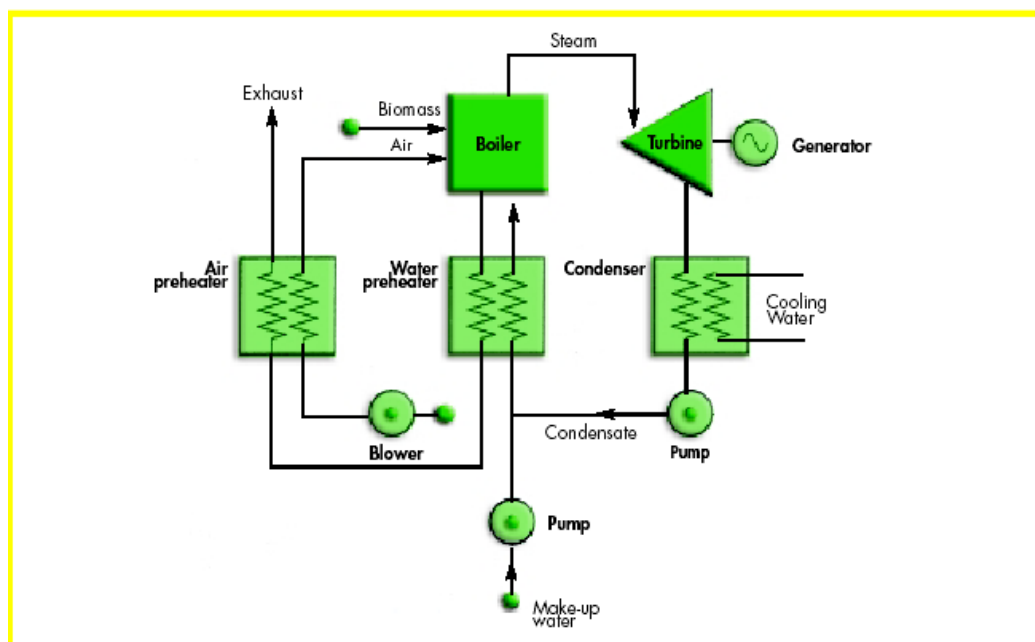 Steam
Exhaust
Biomass
Air
Boiler
Turbine
Generator
Air
preheater
Water
preheater
Condenser
Cooling
Water
Blower
Condensate
Pump
Pump
Make-up
water